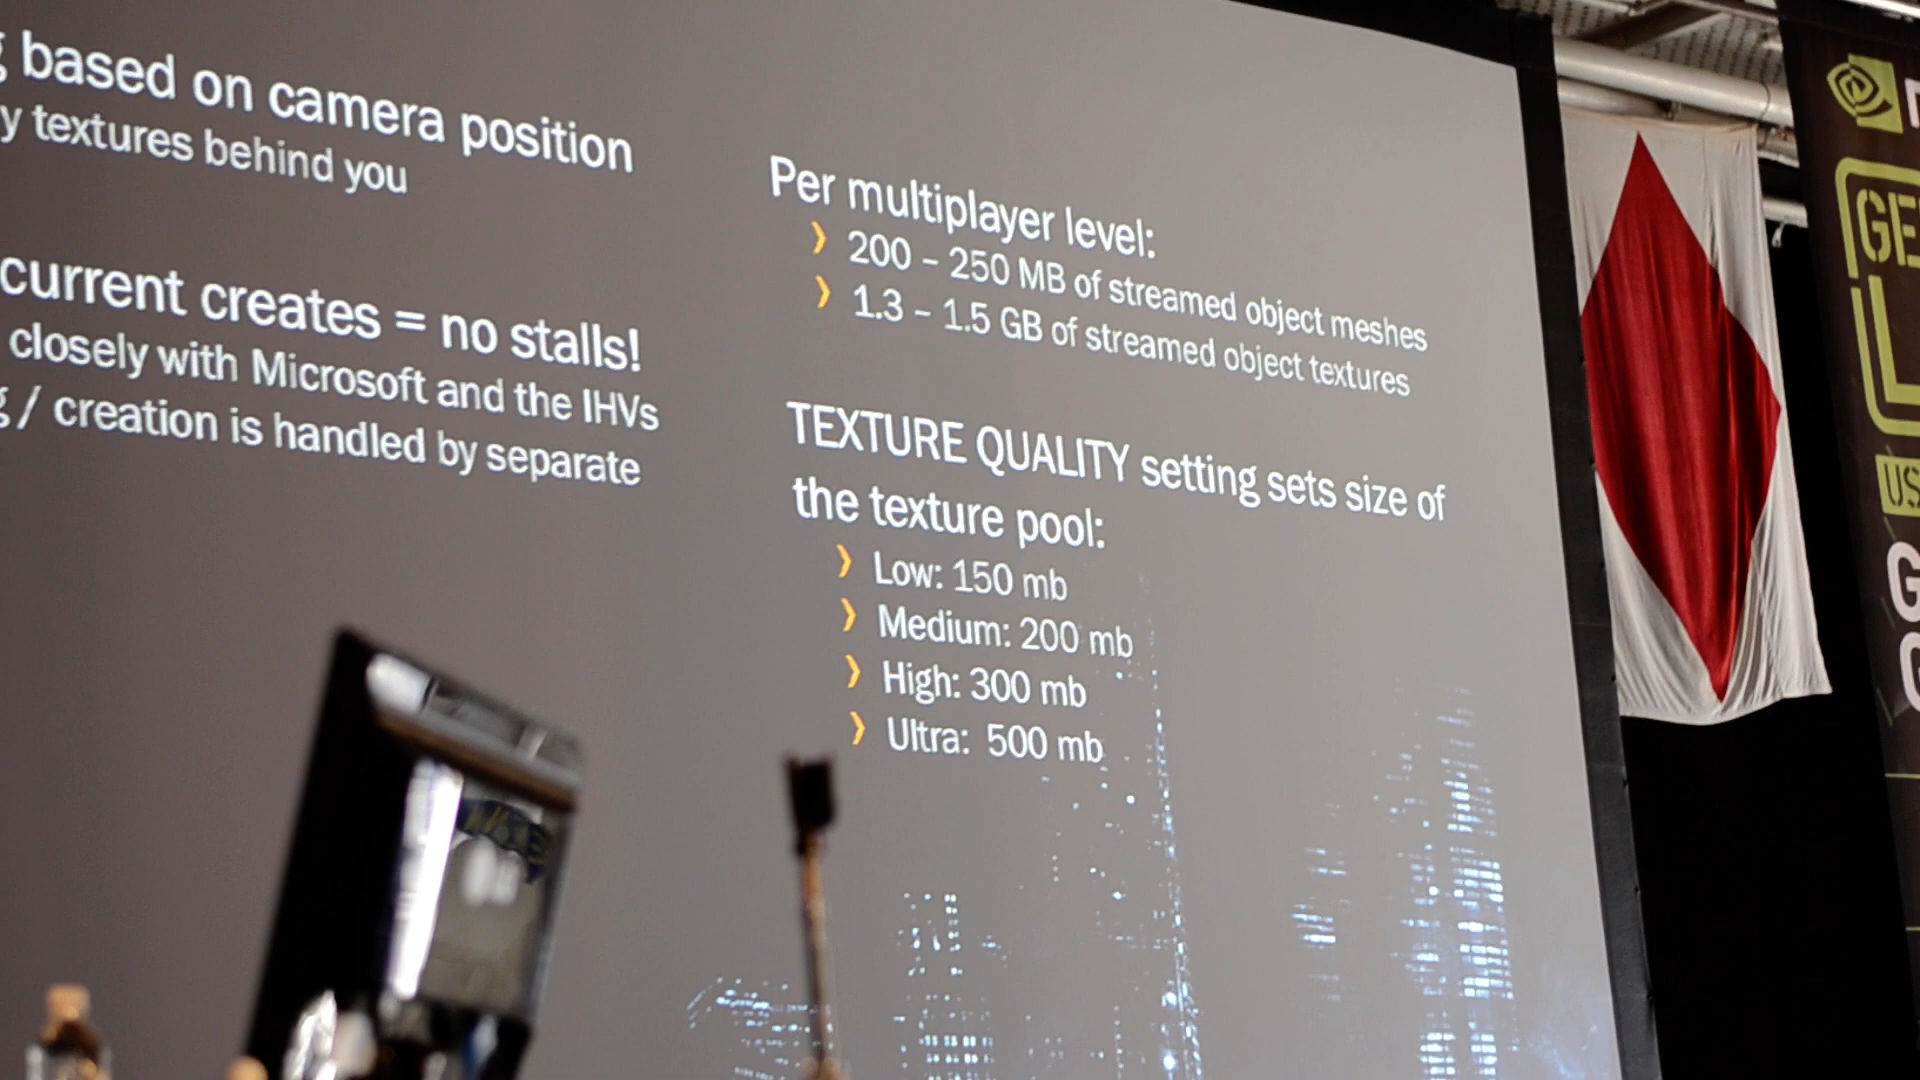 based on camera position
textures behind you
current creates = no stalls!
closely with Microsoft and the IHVs
/ creation is handled by separate
Per multiplayer level:
❯ 200 – 250 MB of streamed object meshes
❯ 1.3 – 1.5 GB of streamed object textures
TEXTURE QUALITY setting sets size of
the texture pool:
❯ Low: 150 mb
❯ Medium: 200 mb
❯ High: 300 mb
❯ Ultra: 500 mb